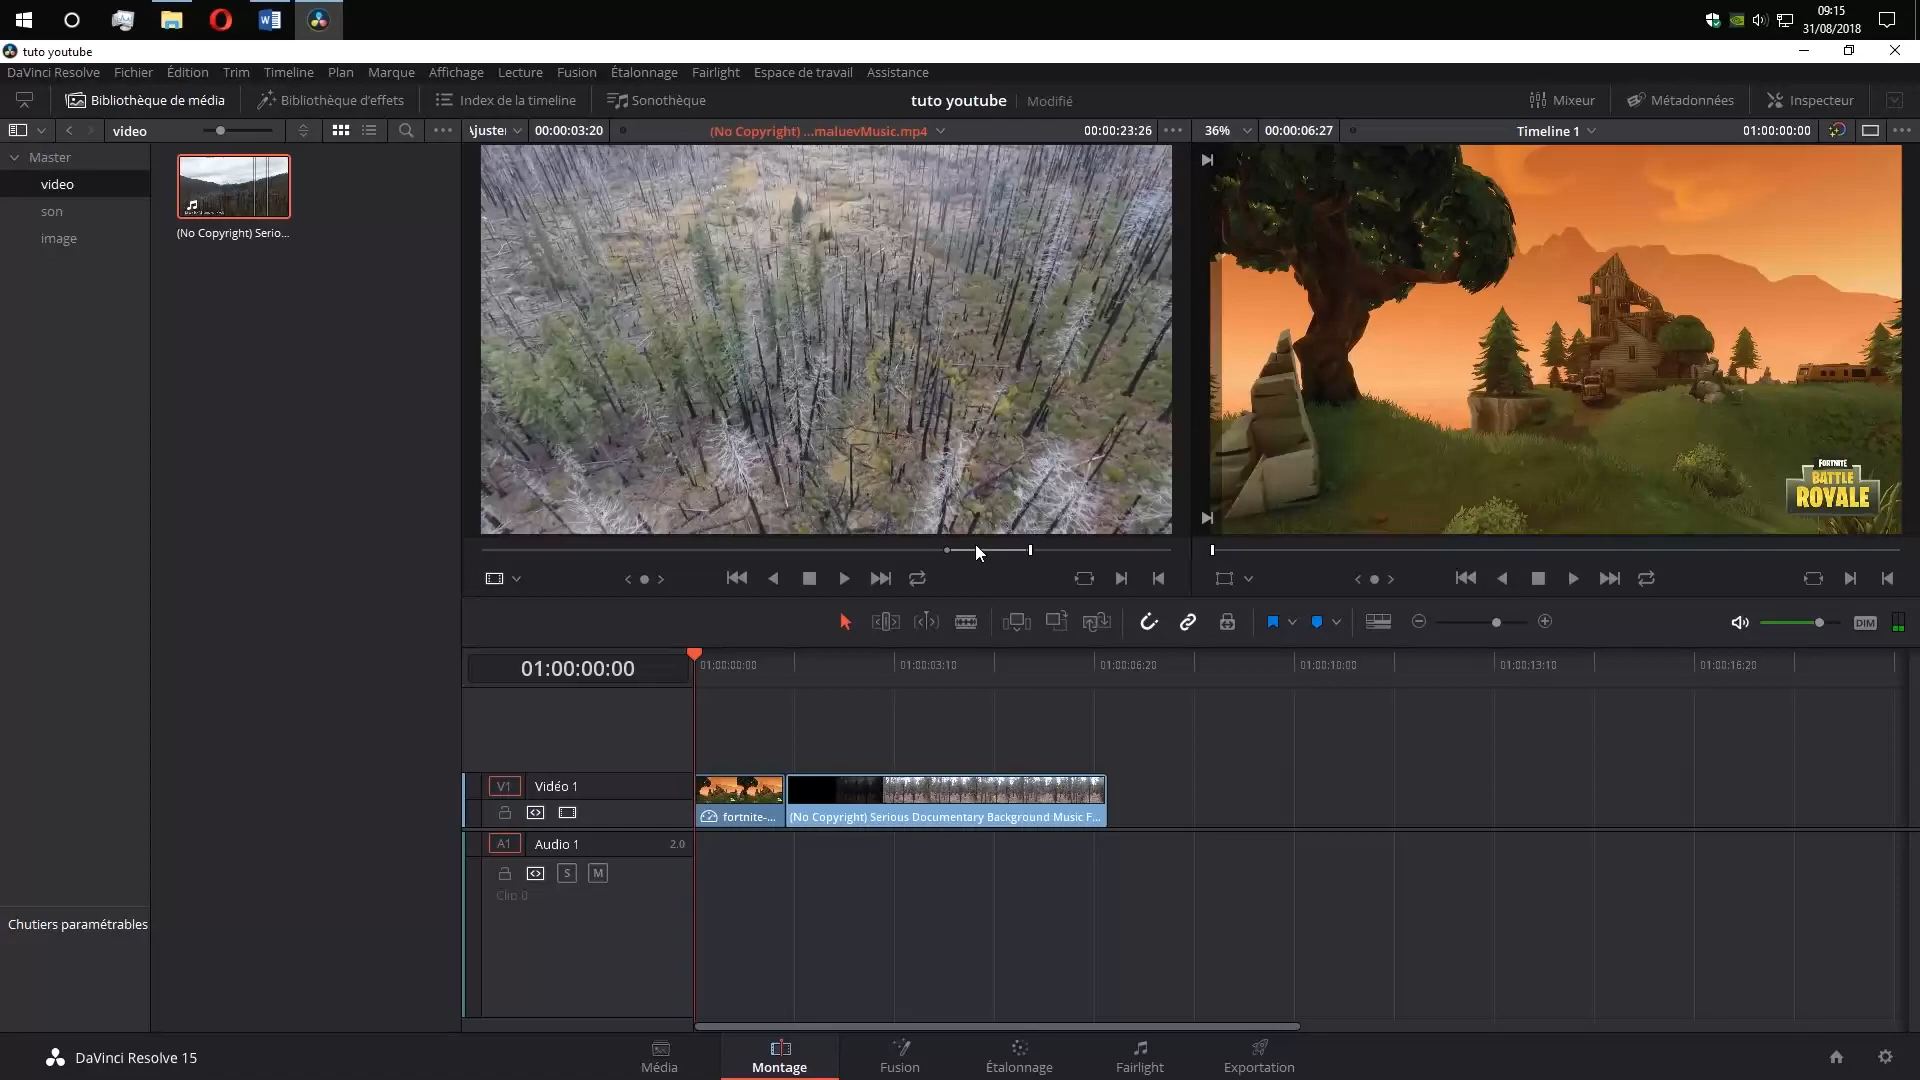 09:15
31/08/2018
tuto youtube
DaVinci Resolve Fichier Édition Trim Timeline Plan Marque Affichage Lecture Fusion Étalonnage Fairlight Espace de travail Assistance
Bibliothèque de média Bibliothèque d'effets Index de la timeline Sonothèque tuto youtube Modifié Mixeur Métadonnées Inspecteur
video Ajuster 00:00:03:20 (No Copyright) ...maluevMusic.mp4 00:00:23:26 36% 00:00:06:27 Timeline 1 01:00:00:00
Master
video
son
image
(No Copyright) Serio...
FORTNITE
BATTLE
ROYALE
DIM
01:00:00:00
01:00:00:00 01:00:03:10 01:00:06:20 01:00:10:00 01:00:13:10 01:00:16:20
V1 Vidéo 1
fortnite-... (No Copyright) Serious Documentary Background Music F...
A1 Audio 1 2.0
S M
Clip 0
Chutiers paramétrables
DaVinci Resolve 15
Média Montage Fusion Étalonnage Fairlight Exportation